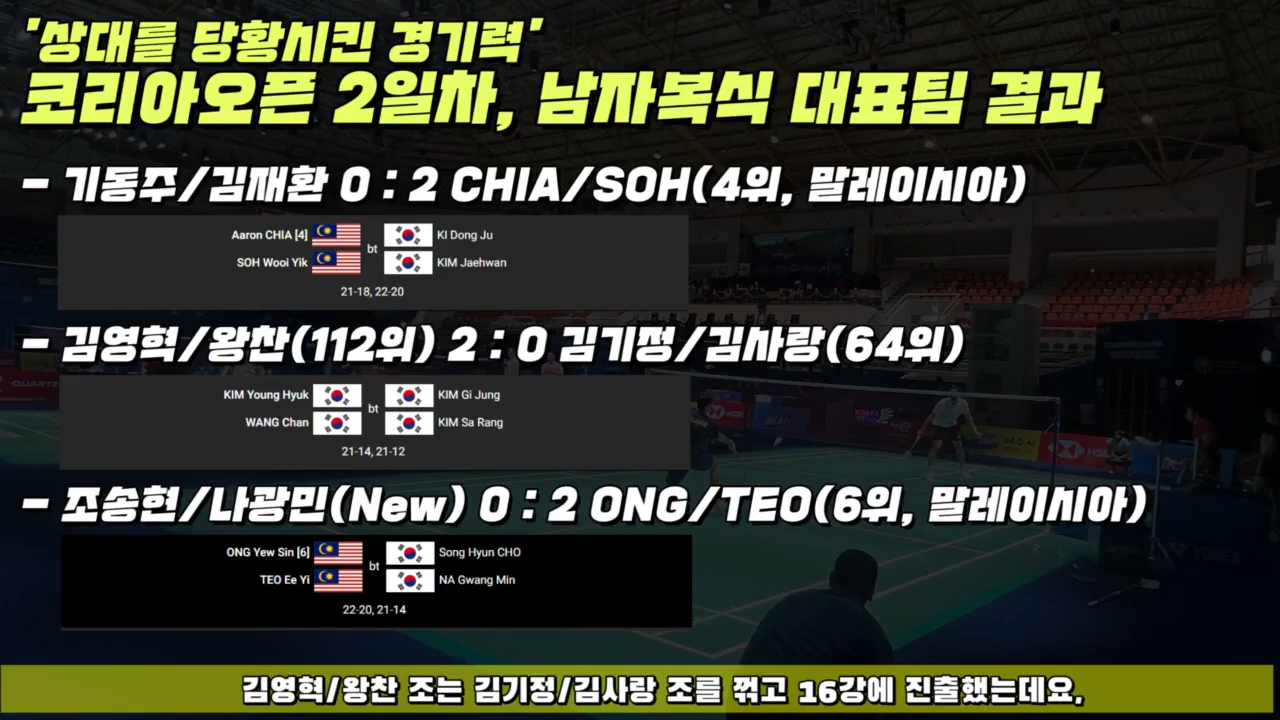 '상대를 당황시킨 경기력'
코리아오픈 2일차, 남자복식 대표팀 결과
- 기동주/김재환 0 : 2 CHIA/SOH(4위, 말레이시아)
Aaron CHIA [4] bt KI Dong Ju
SOH Wooi Yik KIM Jaehwan
21-18, 22-20
- 김영혁/왕찬(112위) 2 : 0 김기정/김사랑(64위)
KIM Young Hyuk bt KIM Gi Jung
WANG Chan KIM Sa Rang
21-14, 21-12
- 조송현/나광민(New) 0 : 2 ONG/TEO(6위, 말레이시아)
ONG Yew Sin [6] bt Song Hyun CHO
TEO Ee Yi NA Gwang Min
22-20, 21-14
김영혁/왕찬 조는 김기정/김사랑 조를 꺾고 16강에 진출했는데요,